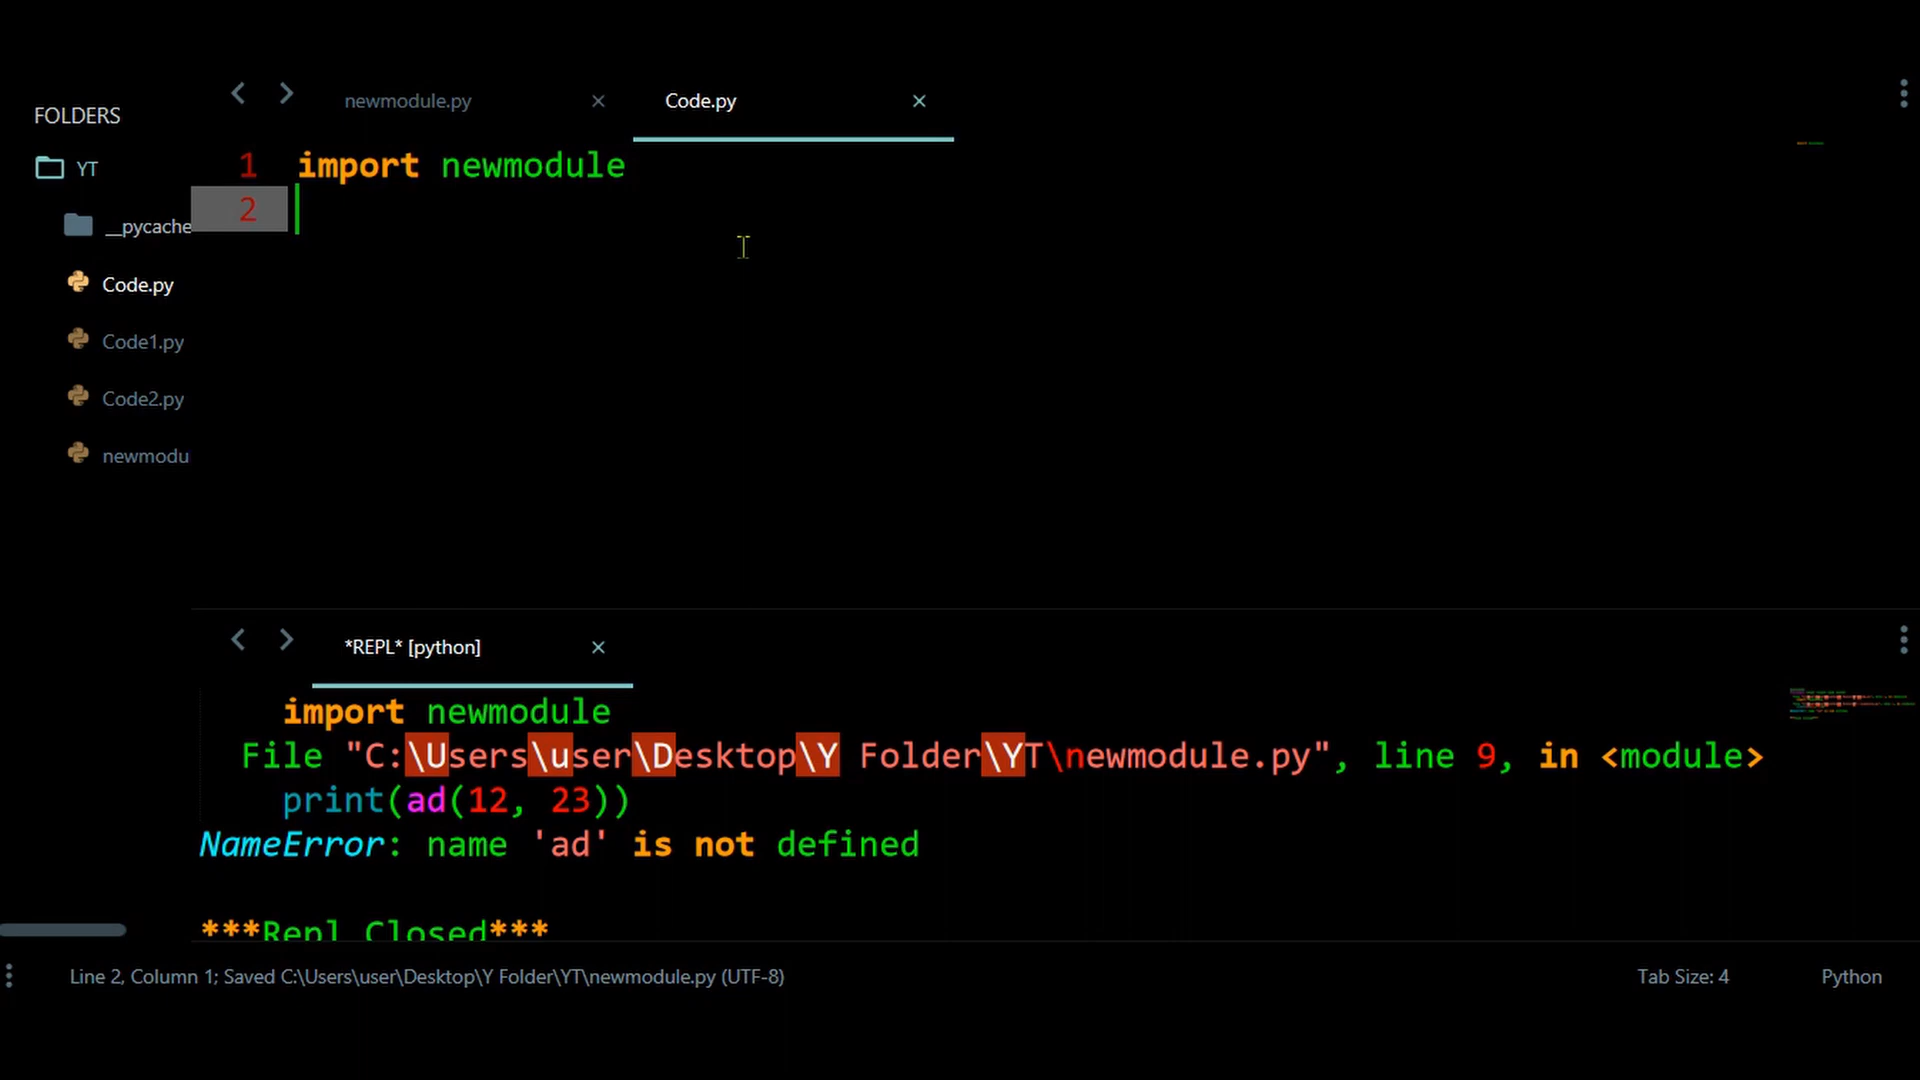 FOLDERS
YT
__pycache
Code.py
Code1.py
Code2.py
newmodu
newmodule.py
Code.py
1 import newmodule
2
*REPL* [python]
import newmodule
File "C:\Users\user\Desktop\Y Folder\YT\newmodule.py", line 9, in <module>
print(ad(12, 23))
NameError: name 'ad' is not defined
***Repl Closed***
Line 2, Column 1; Saved C:\Users\user\Desktop\Y Folder\YT\newmodule.py (UTF-8)
Tab Size: 4
Python